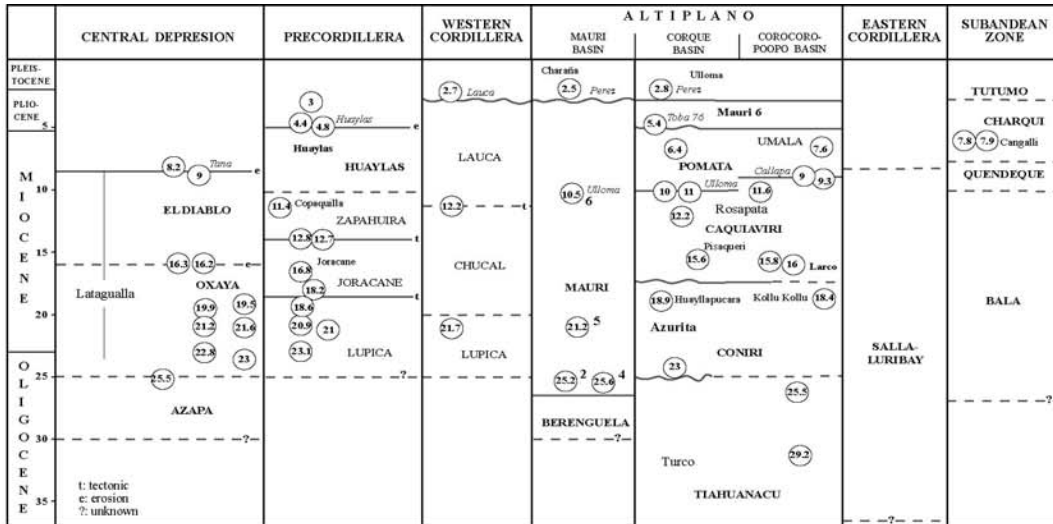 ALTIPLANO
CENTRAL DEPRESION
PRECORDILLERA
WESTERN CORDILLERA
MAURI BASIN
CORQUE BASIN
COROCORO-POOPO BASIN
EASTERN CORDILLERA
SUBANDEAN ZONE
PLEIS-TOCENE
PLIO-CENE
5
MIOCENE
10
15
20
OLIGOCENE
25
30
35
8.2
9
Tana
e
EL DIABLO
16.3
16.2
e
OXAYA
Latagualla
19.9
19.5
21.2
21.6
22.8
23
25.5
AZAPA
?
t: tectonic
e: erosion
?: unknown
3
4.4
4.8
Huaylas
e
Huaylas
HUAYLAS
11.4
Copaquilla
ZAPAHUIRA
12.8
12.7
t
Joracane
16.8
18.2
JORACANE
t
18.6
20.9
21
23.1
LUPICA
?
2.7
Lauca
LAUCA
12.2
t
CHUCAL
21.7
LUPICA
Charaña
2.5
Perez
10.5
Ulloma
6
MAURI
21.2
5
25.2
2
25.6
4
BERENGUELA
?
Ulloma
2.8
Perez
Mauri 6
5.4
Toba 76
UMALA
6.4
7.6
POMATA
Callapa
9
9.3
10
11
Ulloma
11.6
12.2
Rosapata
CAQUIAVIRI
Pisaqueri
15.6
15.8
16
Larco
18.9
Huayllapucara
Kollu Kollu
18.4
Azurita
CONIRI
23
25.5
Turco
29.2
TIAHUANACU
SALLA-LURIBAY
?
TUTUMO
CHARQUI
7.8
7.9
Cangalli
QUENDEQUE
BALA
?